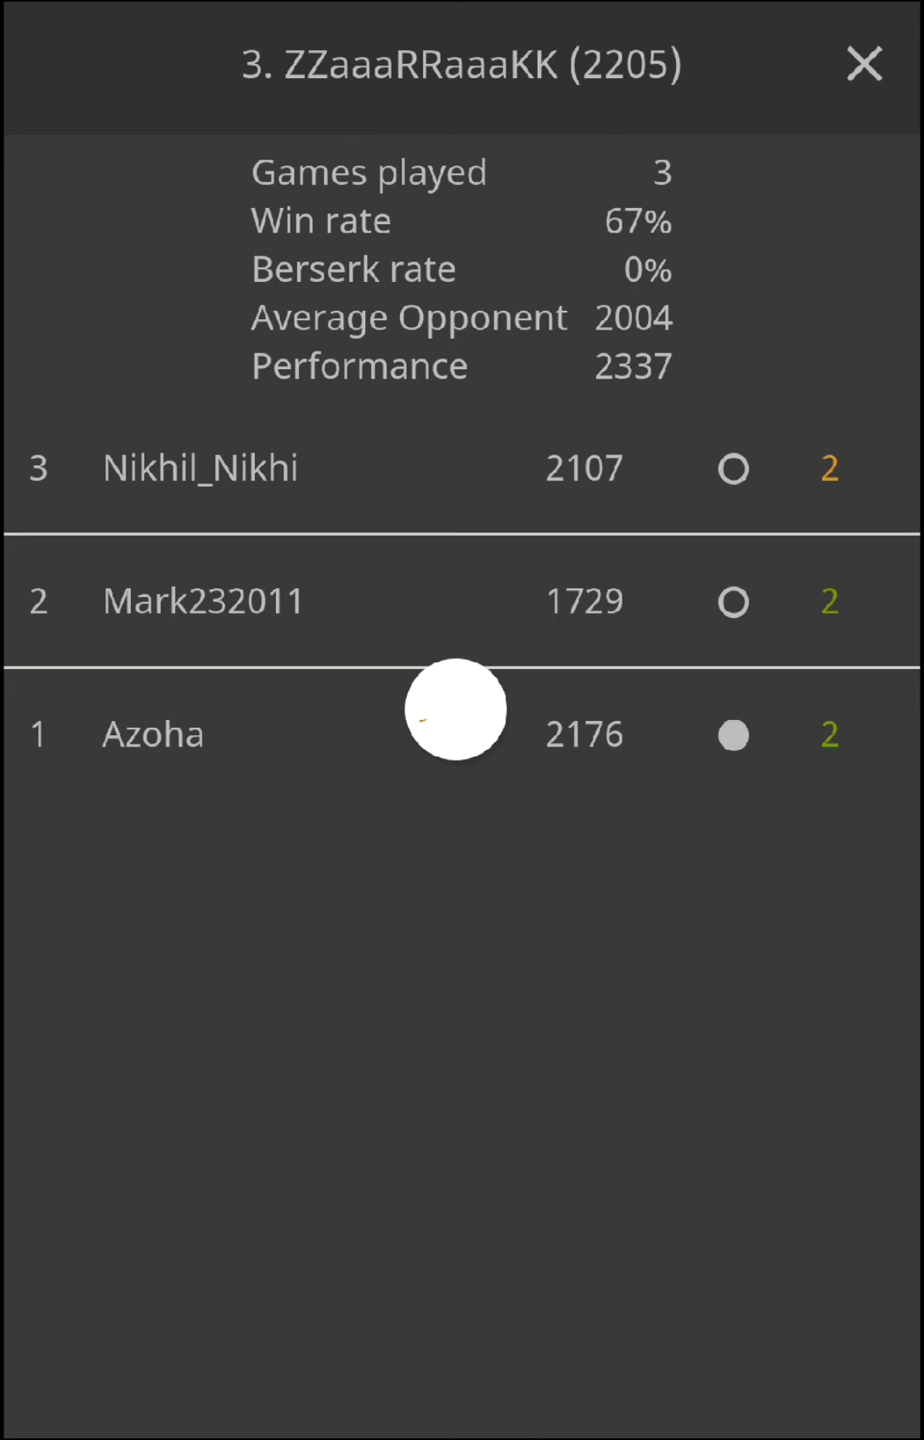 3. ZZaaaRRaaaKK (2205)
Games played 3
Win rate 67%
Berserk rate 0%
Average Opponent 2004
Performance 2337
3 Nikhil_Nikhi 2107 2
2 Mark232011 1729 2
1 Azoha 2176 2